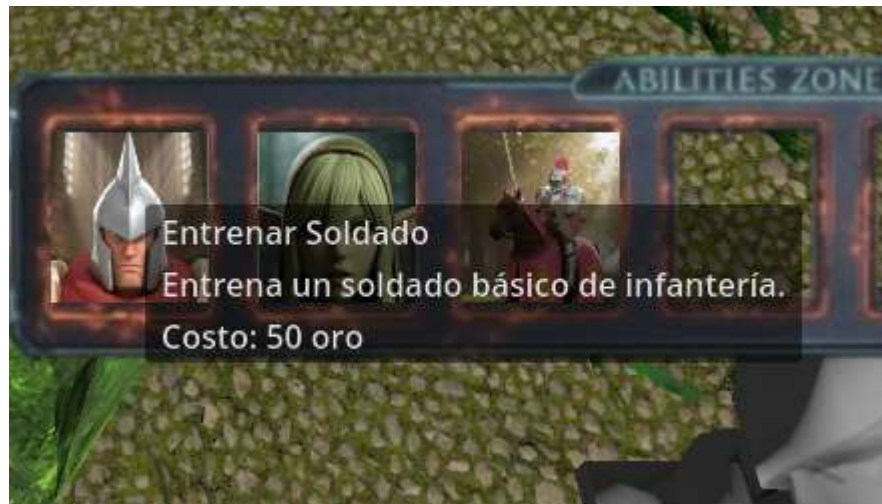 ABILITIES ZONE
Entrenar Soldado
Entrena un soldado básico de infantería.
Costo: 50 oro